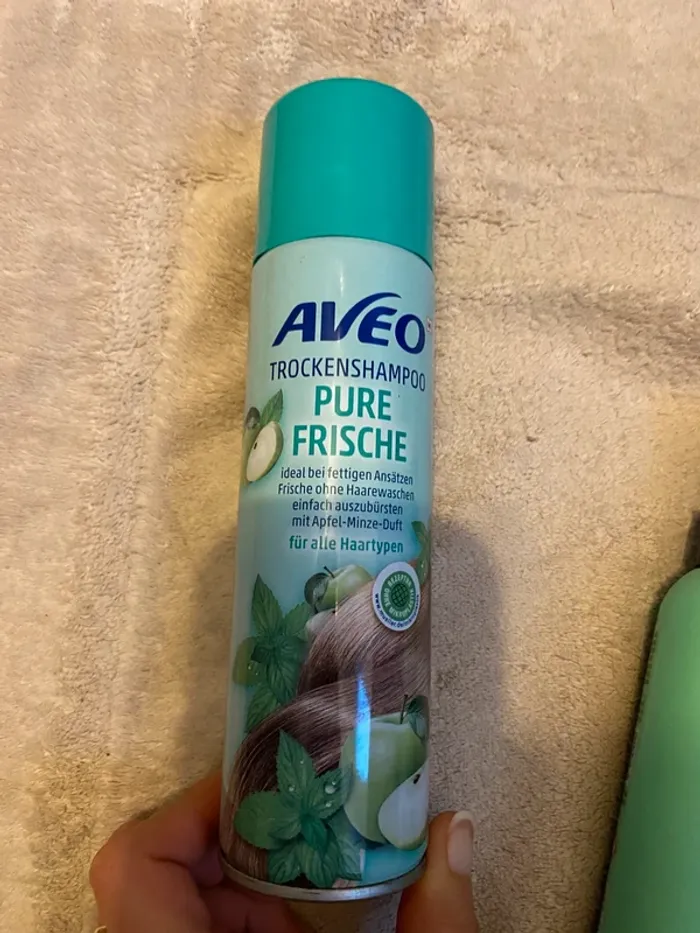 AVEO
TROCKENSHAMPOO
PURE
FRISCHE
ideal bei fettigen Ansätzen
Frische ohne Haarewaschen
einfach auszubürsten
mit Apfel-Minze-Duft
für alle Haartypen